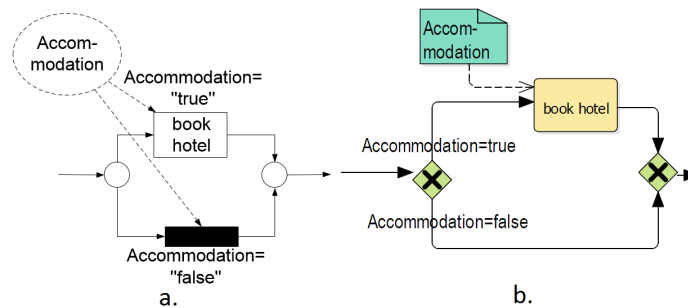 Accom-
modation
Accommodation=
"true"
book
hotel
Accommodation=
"false"
a.
Accom-
modation
book hotel
Accommodation=true
Accommodation=false
b.